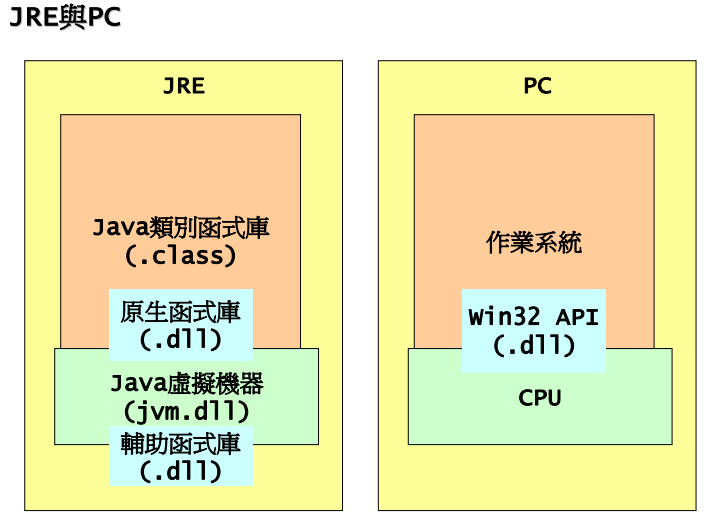 JRE與PC
JRE
Java類別函式庫
(.class)
原生函式庫
(.dll)
Java虛擬機器
(jvm.dll)
輔助函式庫
(.dll)
PC
作業系統
Win32 API
(.dll)
CPU